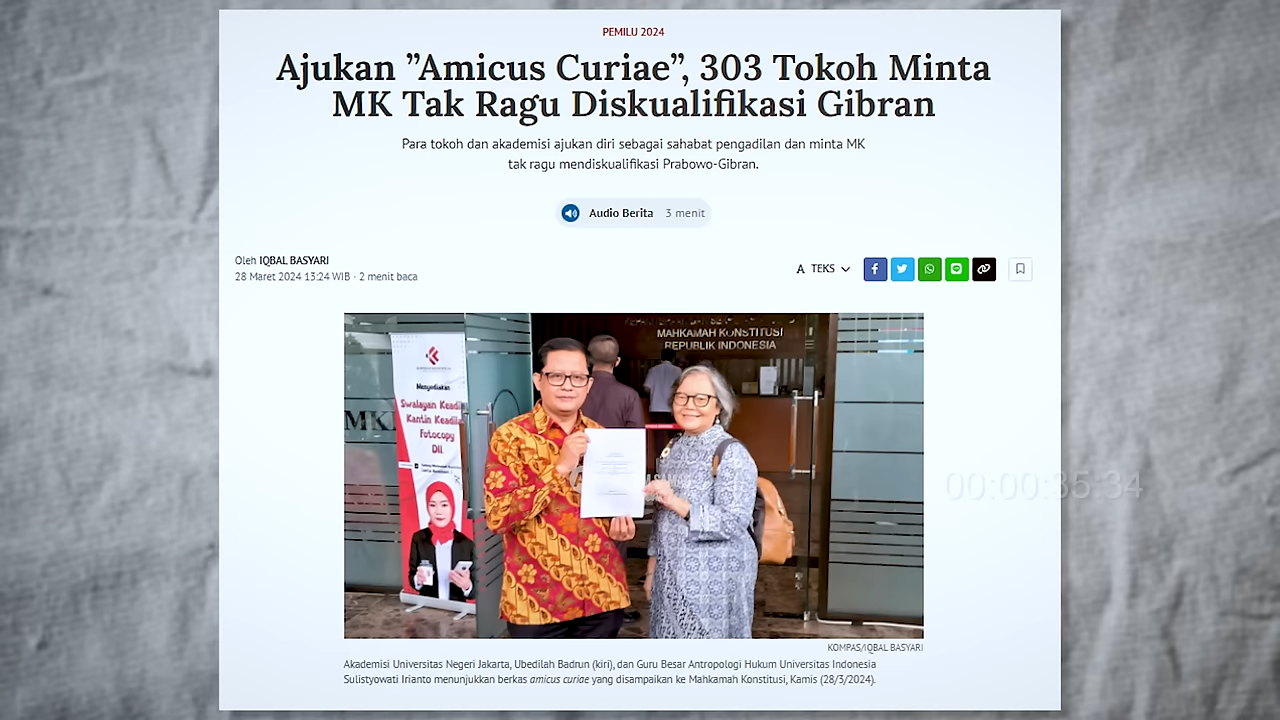 PEMILU 2024
Ajukan ”Amicus Curiae”, 303 Tokoh Minta
MK Tak Ragu Diskualifikasi Gibran
Para tokoh dan akademisi ajukan diri sebagai sahabat pengadilan dan minta MK
tak ragu mendiskualifikasi Prabowo-Gibran.
Audio Berita 3 menit
Oleh IQBAL BASYARI
28 Maret 2024 13:24 WIB · 2 menit baca
A TEKS
MAHKAMAH KONSTITUSI
REPUBLIK INDONESIA
Menyediakan
Swalayan
Kantin
Fotocopy
Dll
MK
00:00:35:34
KOMPAS/IQBAL BASYARI
Akademisi Universitas Negeri Jakarta, Ubedilah Badrun (kiri), dan Guru Besar Antropologi Hukum Universitas Indonesia
Sulistyowati Irianto menunjukkan berkas amicus curiae yang disampaikan ke Mahkamah Konstitusi, Kamis (28/3/2024).